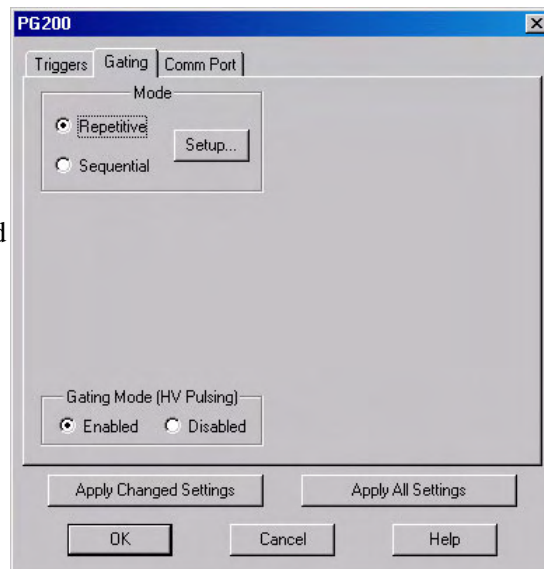 PG200
Triggers Gating Comm Port
Mode
Repetitive
Setup...
Sequential
Gating Mode (HV Pulsing)
Enabled Disabled
Apply Changed Settings Apply All Settings
OK Cancel Help